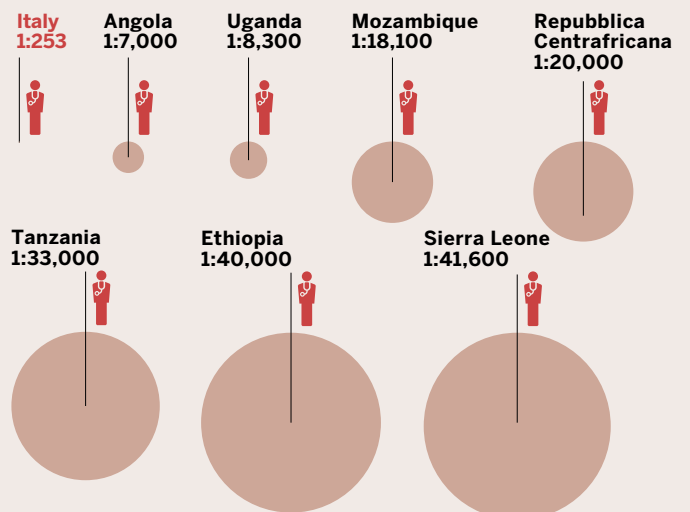 Italy
1:253
Angola
1:7,000
Uganda
1:8,300
Mozambique
1:18,100
Repubblica
Centrafricana
1:20,000
Tanzania
1:33,000
Ethiopia
1:40,000
Sierra Leone
1:41,600